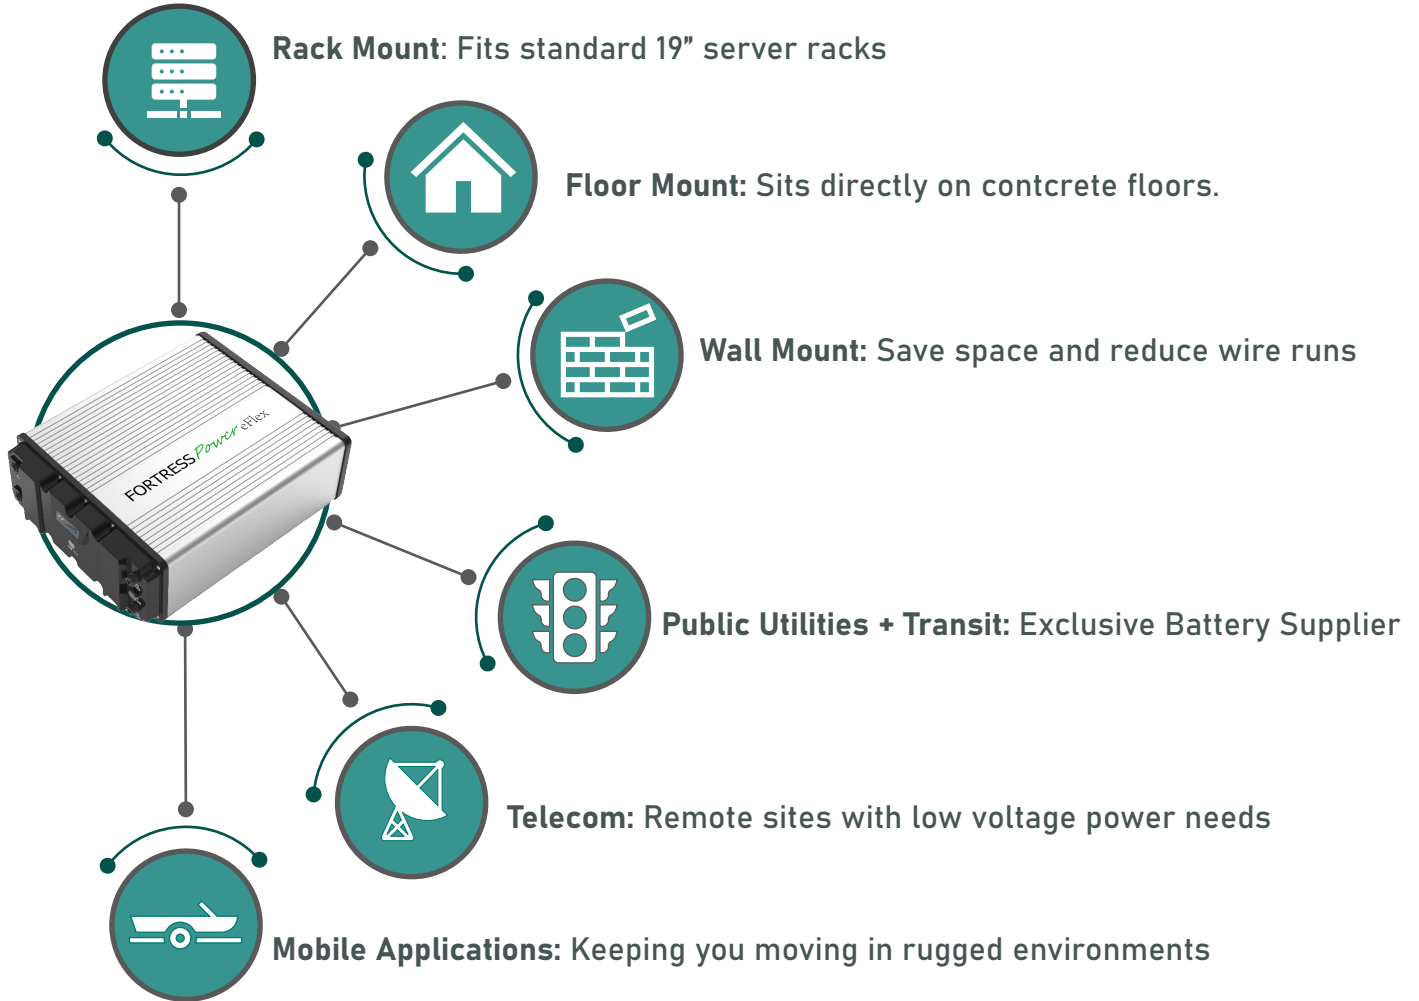 Rack Mount: Fits standard 19” server racks
Floor Mount: Sits directly on contcrete floors.
Wall Mount: Save space and reduce wire runs
FORTRESS Power eFlex
Public Utilities + Transit: Exclusive Battery Supplier
Telecom: Remote sites with low voltage power needs
Mobile Applications: Keeping you moving in rugged environments